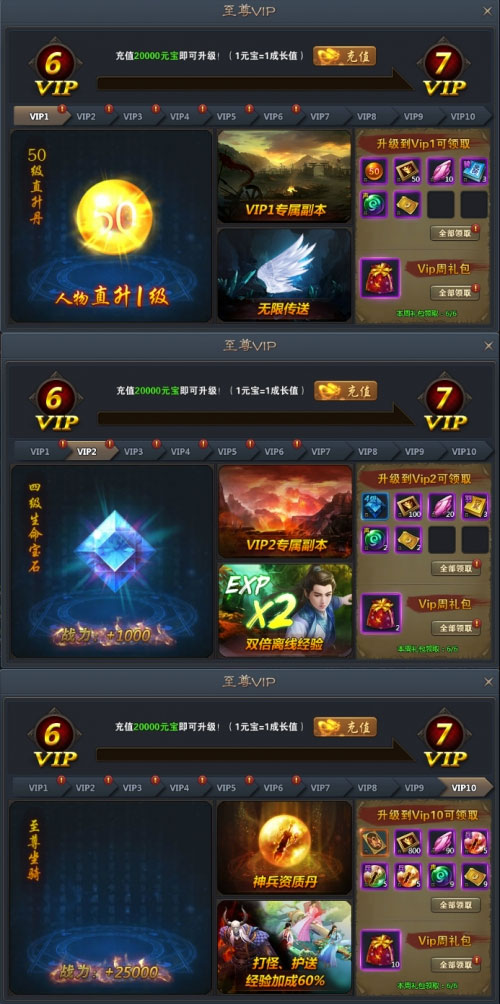 至尊VIP
6
VIP
充值20000元宝即可升级!(1元宝=1成长值)
充值
7
VIP
VIP1 VIP2 VIP3 VIP4 VIP5 VIP6 VIP7 VIP8 VIP9 VIP10
50级直升丹
50
人物直升1级
VIP1专属副本
无限传送
升级到Vip1可领取
50 50 10 3
全部领取
Vip周礼包
全部领取
本周礼包领取:6/6
至尊VIP
6
VIP
充值20000元宝即可升级!(1元宝=1成长值)
充值
7
VIP
VIP1 VIP2 VIP3 VIP4 VIP5 VIP6 VIP7 VIP8 VIP9 VIP10
四级生命宝石
战力:+1000
VIP2专属副本
EXP
X2
双倍离线经验
升级到Vip2可领取
100 20 3
2 2
全部领取
Vip周礼包
2
全部领取
本周礼包领取:6/6
至尊VIP
6
VIP
充值20000元宝即可升级!(1元宝=1成长值)
充值
7
VIP
VIP1 VIP2 VIP3 VIP4 VIP5 VIP6 VIP7 VIP8 VIP9 VIP10
至尊坐骑
战力:+25000
神兵资质丹
打怪、护送
经验加成60%
升级到Vip10可领取
800 90 5
5 5 9 9
全部领取
Vip周礼包
10
全部领取